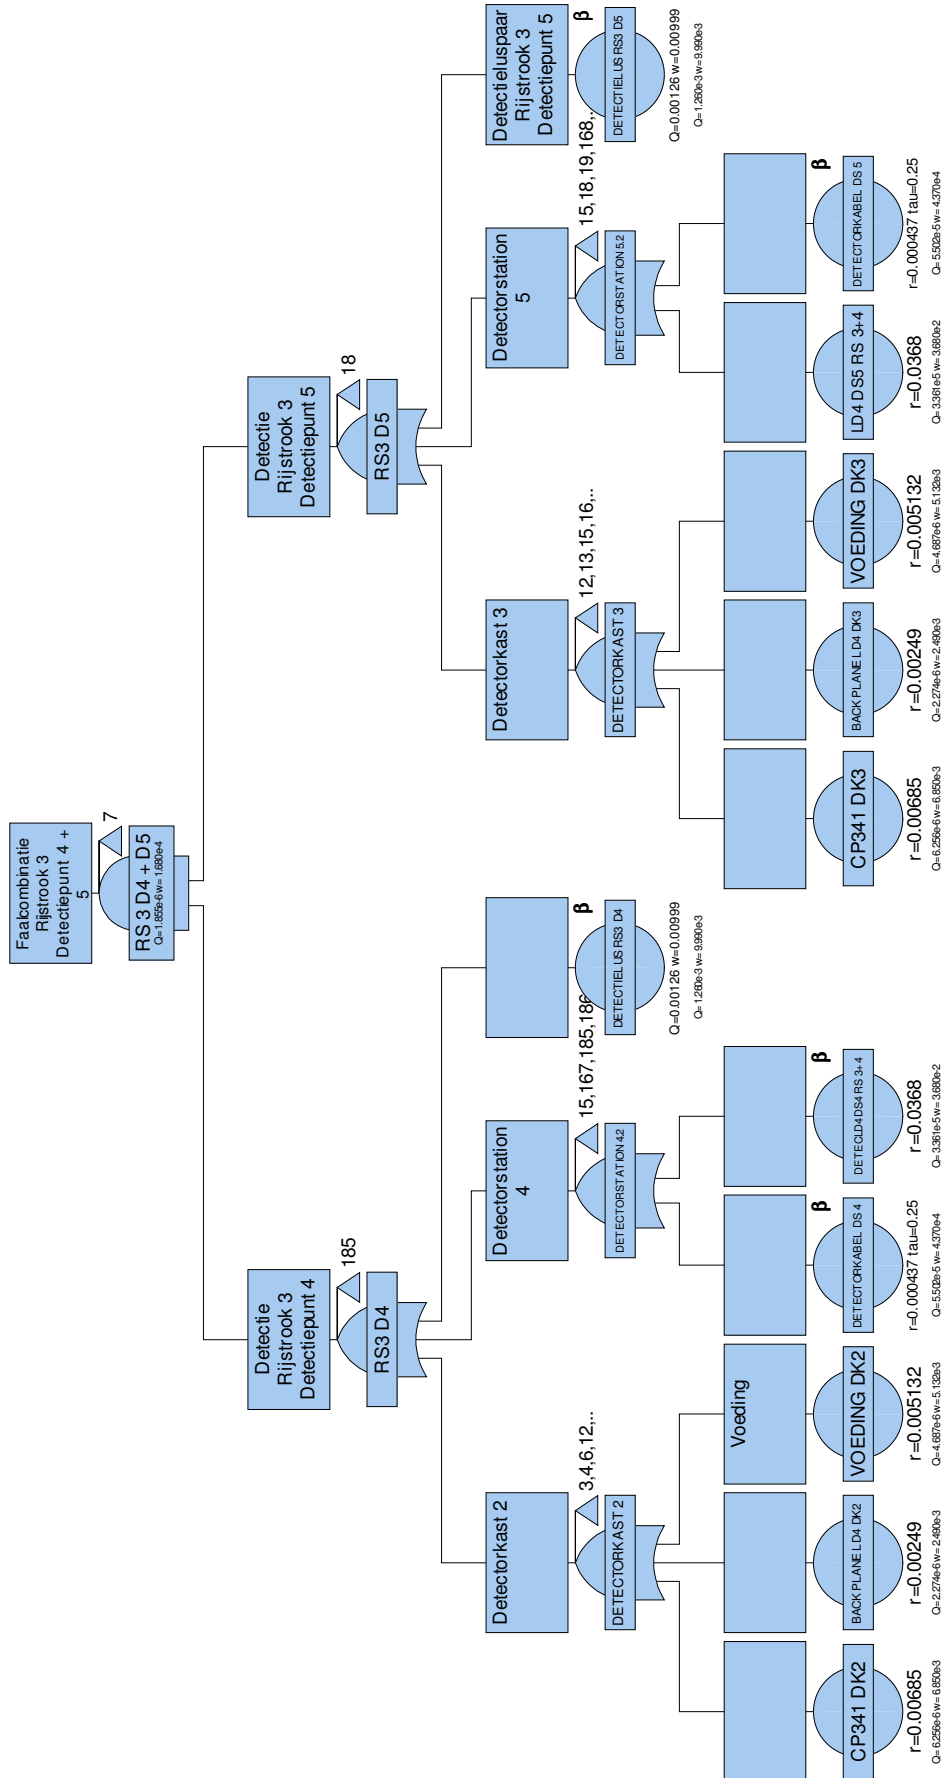 Faalcombinatie
Rijstrook 3
Detectiepunt 4 +
5
7
RS 3 D4 + D5
Q=1.855e-6 w= 1.680e-4
Detectie
Rijstrook 3
Detectiepunt 4
185
RS3 D4
Detectie
Rijstrook 3
Detectiepunt 5
18
RS3 D5
Detectorkast 2
3,4,6,12,..
DETECTORKAST 2
Detectorstation
4
15,167,185,186
DETECTORSTATION 4.2
β
DETECTIELUS RS3 D4
Q=0.00126 w=0.00999
Q= 1.260e-3 w= 9.990e-3
Detectorkast 3
12,13,15,16,..
DETECTORKAST 3
Detectorstation
5
15,18,19,168,..
DETECTORSTATION 5.2
Detectieluspaar
Rijstrook 3
Detectiepunt 5
β
DETECTIELUS RS3 D5
Q=0.00126 w=0.00999
Q=1.260e-3 w= 9.990e-3
CP341 DK2
r=0.00685
Q= 6.256e-6 w= 6.850e-3
BACKPLANE LD4 DK2
r=0.00249
Q=2.274e-6 w= 2.490e-3
Voeding
VOEDING DK2
r=0.005132
Q=4.687e-6 w= 5.132e-3
β
DETECTORKABEL DS 4
r=0.000437 tau=0.25
Q=5.502e-5 w= 4.370e-4
β
DETECLD4 DS4 RS 3+4
r=0.0368
Q= 3.361e-5 w= 3.680e-2
CP341 DK3
r=0.00685
Q= 6.256e-6 w= 6.850e-3
BACKPLANE LD4 DK3
r=0.00249
Q=2.274e-6 w= 2.490e-3
VOEDING DK3
r=0.005132
Q=4.687e-6 w= 5.132e-3
LD4 DS5 RS 3+4
r=0.0368
Q= 3.361e-5 w= 3.680e-2
β
DETECTORKABEL DS 5
r=0.000437 tau=0.25
Q= 5.502e-5 w= 4.370e-4